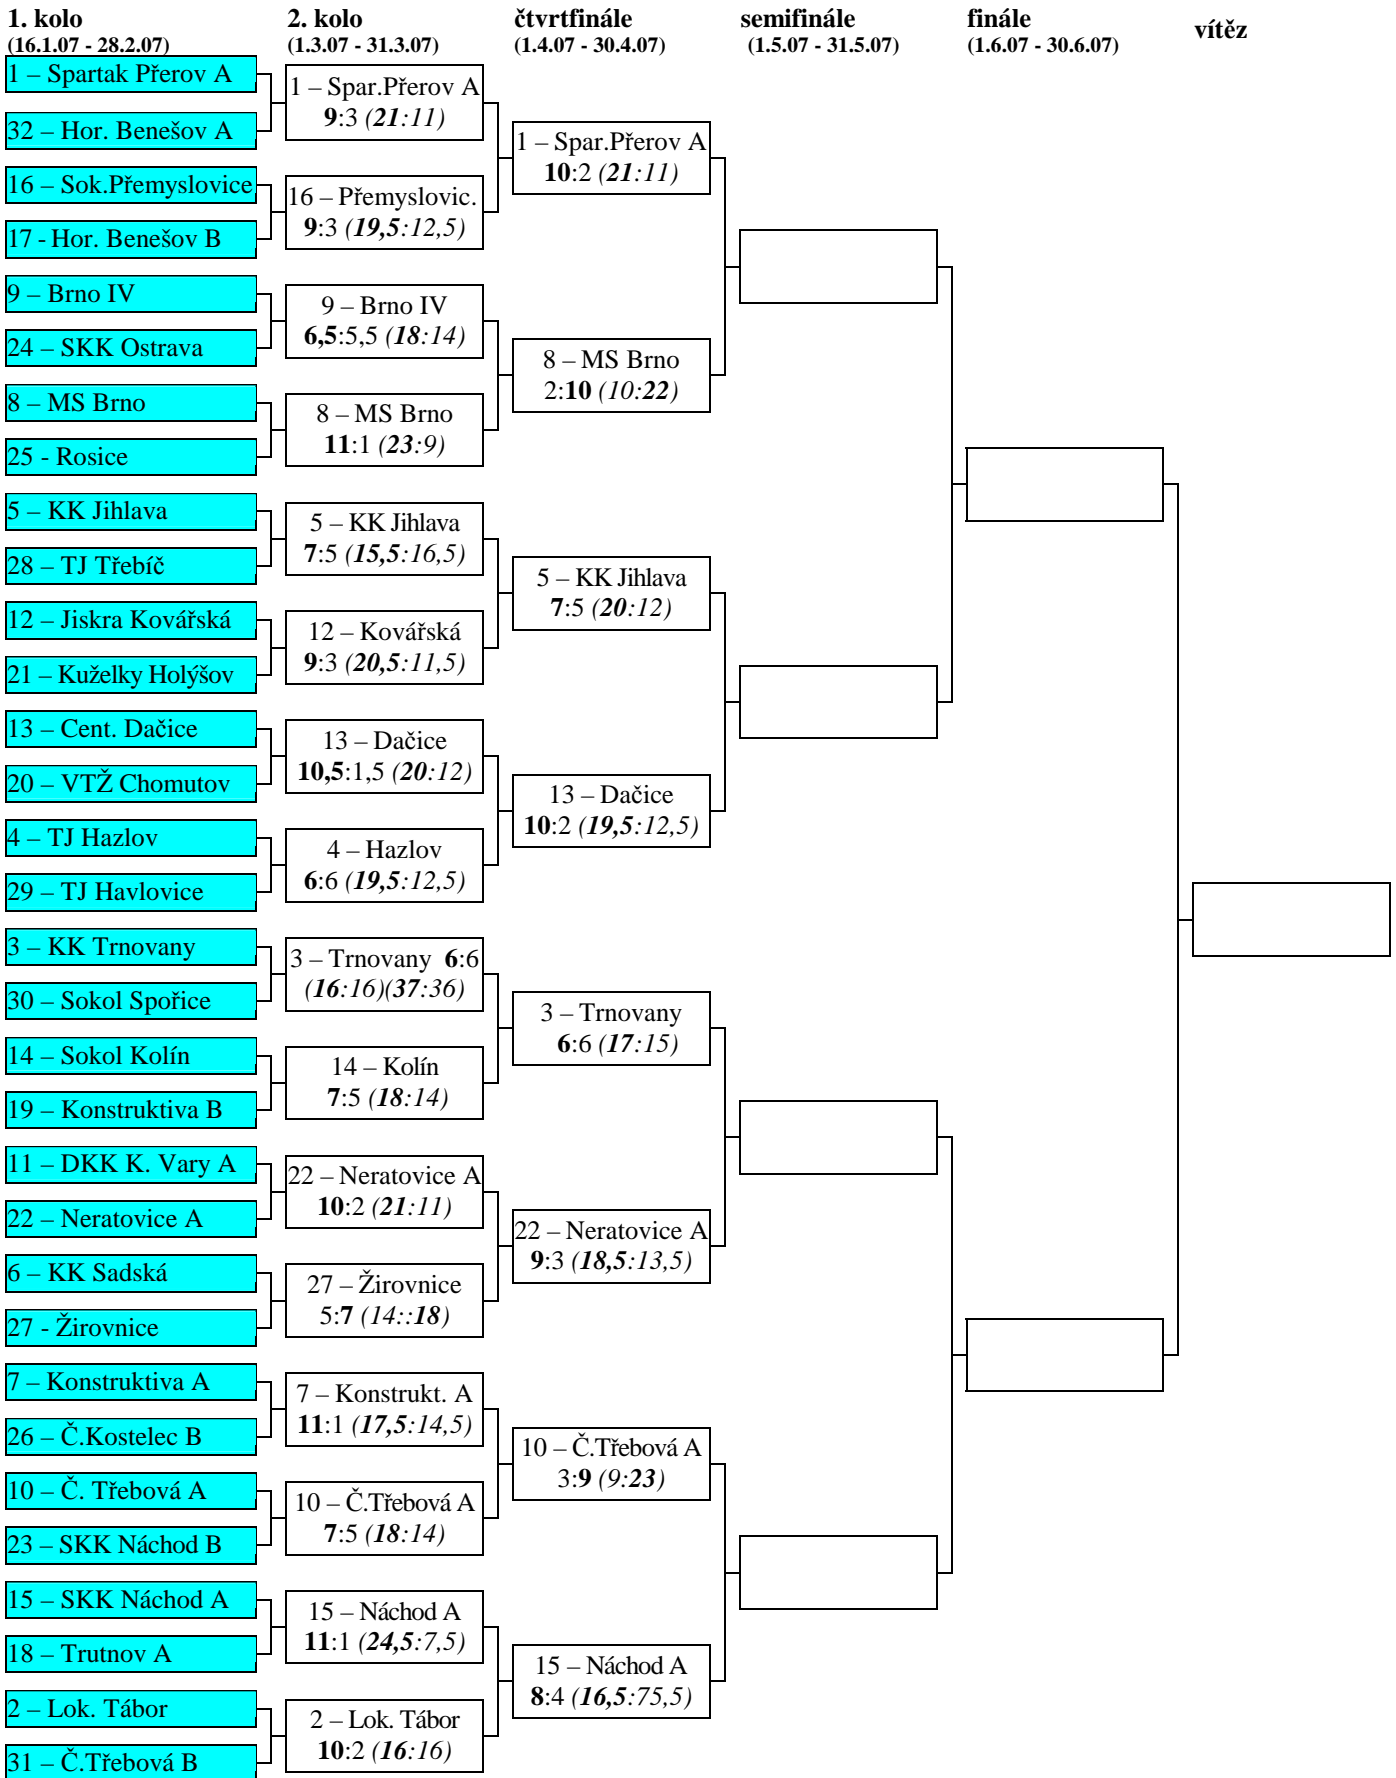 1. kolo
(16.1.07 - 28.2.07)
2. kolo
(1.3.07 - 31.3.07)
čtvrtfinále
(1.4.07 - 30.4.07)
semifinále
(1.5.07 - 31.5.07)
finále
(1.6.07 - 30.6.07)
vítěz
1 – Spartak Přerov A
32 – Hor. Benešov A
16 – Sok.Přemyslovice
17 - Hor. Benešov B
9 – Brno IV
24 – SKK Ostrava
8 – MS Brno
25 - Rosice
5 – KK Jihlava
28 – TJ Třebíč
12 – Jiskra Kovářská
21 – Kuželky Holýšov
13 – Cent. Dačice
20 – VTŽ Chomutov
4 – TJ Hazlov
29 – TJ Havlovice
3 – KK Trnovany
30 – Sokol Spořice
14 – Sokol Kolín
19 – Konstruktiva B
11 – DKK K. Vary A
22 – Neratovice A
6 – KK Sadská
27 - Žirovnice
7 – Konstruktiva A
26 – Č.Kostelec B
10 – Č. Třebová A
23 – SKK Náchod B
15 – SKK Náchod A
18 – Trutnov A
2 – Lok. Tábor
31 – Č.Třebová B
1 – Spar.Přerov A
9:3 (21:11)
16 – Přemyslovic.
9:3 (19,5:12,5)
9 – Brno IV
6,5:5,5 (18:14)
8 – MS Brno
11:1 (23:9)
5 – KK Jihlava
7:5 (15,5:16,5)
12 – Kovářská
9:3 (20,5:11,5)
13 – Dačice
10,5:1,5 (20:12)
4 – Hazlov
6:6 (19,5:12,5)
3 – Trnovany 6:6
(16:16)(37:36)
14 – Kolín
7:5 (18:14)
22 – Neratovice A
10:2 (21:11)
27 – Žirovnice
5:7 (14::18)
7 – Konstrukt. A
11:1 (17,5:14,5)
10 – Č.Třebová A
7:5 (18:14)
15 – Náchod A
11:1 (24,5:7,5)
2 – Lok. Tábor
10:2 (16:16)
1 – Spar.Přerov A
10:2 (21:11)
8 – MS Brno
2:10 (10:22)
5 – KK Jihlava
7:5 (20:12)
13 – Dačice
10:2 (19,5:12,5)
3 – Trnovany
6:6 (17:15)
22 – Neratovice A
9:3 (18,5:13,5)
10 – Č.Třebová A
3:9 (9:23)
15 – Náchod A
8:4 (16,5:75,5)